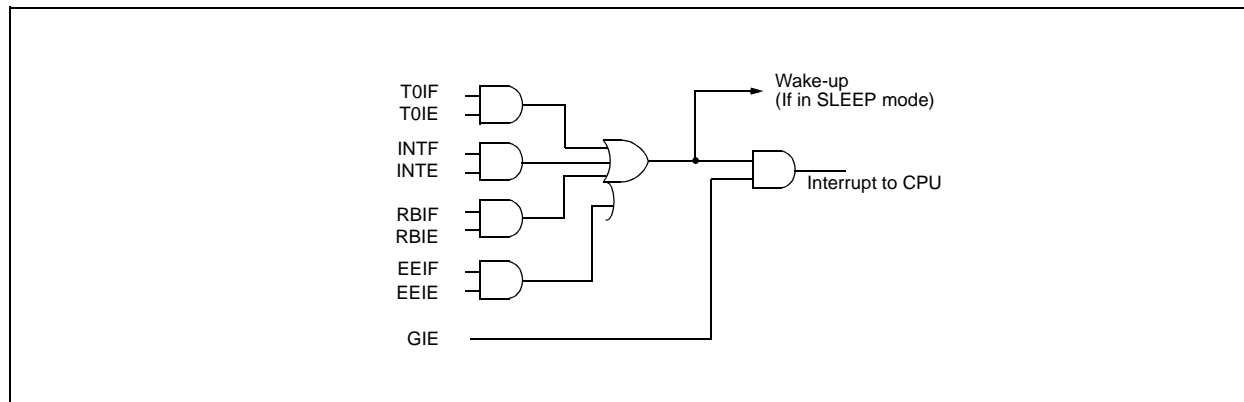 T0IF
T0IE
INTF
INTE
RBIF
RBIE
EEIF
EEIE
GIE
Wake-up
(If in SLEEP mode)
Interrupt to CPU